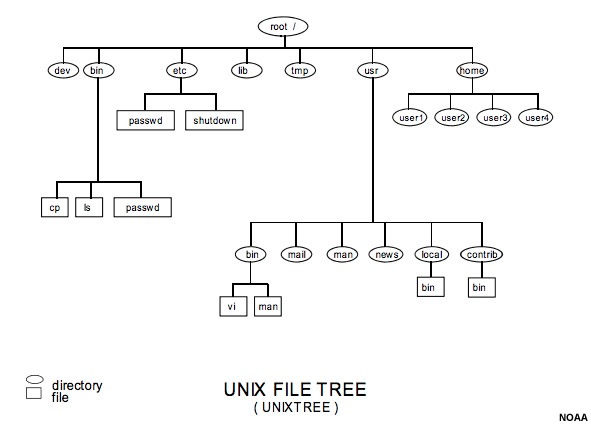 root /
dev bin etc lib tmp usr home
passwd shutdown user1 user2 user3 user4
cp ls passwd
bin mail man news local contrib
bin bin
vi man
directory
file
UNIX FILE TREE
( UNIXTREE )
NOAA